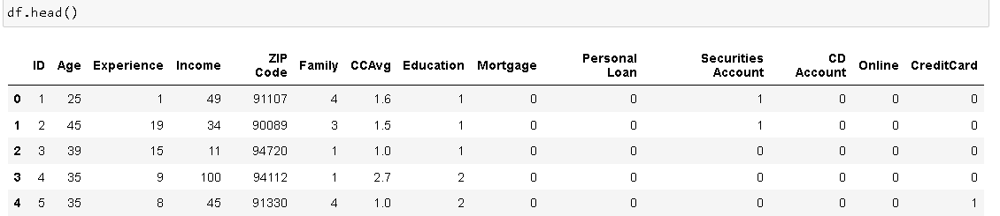 df.head()
ID Age Experience Income ZIP Code Family CCAvg Education Mortgage Personal Loan Securities Account CD Account Online CreditCard
0 1 25 1 49 91107 4 1.6 1 0 0 1 0 0 0
1 2 45 19 34 90089 3 1.5 1 0 0 1 0 0 0
2 3 39 15 11 94720 1 1.0 1 0 0 0 0 0 0
3 4 35 9 100 94112 1 2.7 2 0 0 0 0 0 0
4 5 35 8 45 91330 4 1.0 2 0 0 0 0 0 1